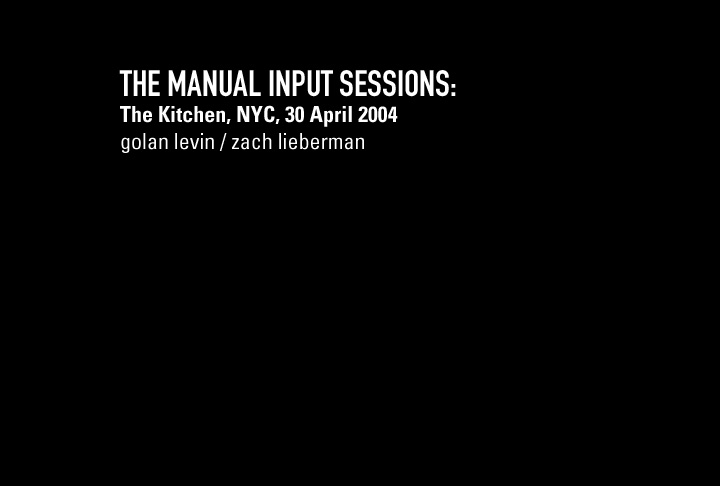 THE MANUAL INPUT SESSIONS:
The Kitchen, NYC, 30 April 2004
golan levin / zach lieberman